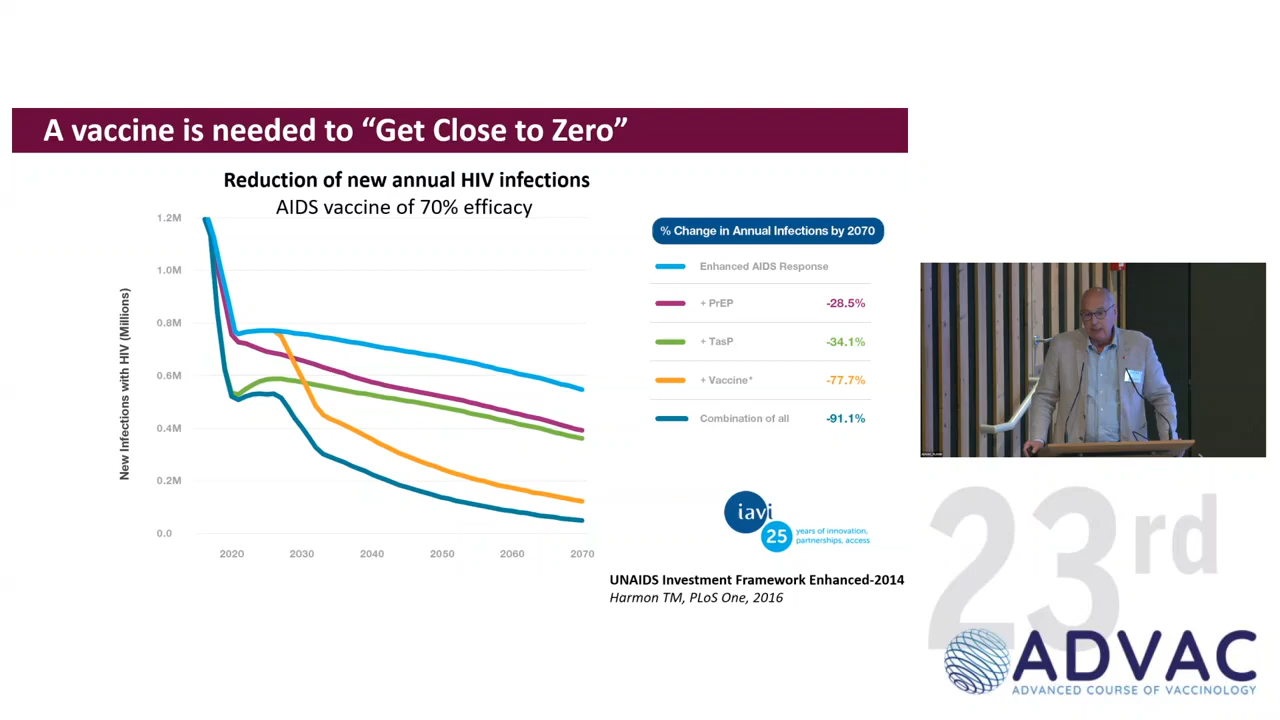 A vaccine is needed to “Get Close to Zero”
Reduction of new annual HIV infections
AIDS vaccine of 70% efficacy
New Infections with HIV (Millions)
1.2M
1.0M
0.8M
0.6M
0.4M
0.2M
0.0
2020 2030 2040 2050 2060 2070
% Change in Annual Infections by 2070
Enhanced AIDS Response
+ PrEP -28.5%
+ TasP -34.1%
+ Vaccine* -77.7%
Combination of all -91.1%
iavi
25 years of innovation,
partnerships, access
UNAIDS Investment Framework Enhanced-2014
Harmon TM, PLoS One, 2016
23rd
ADVAC
ADVANCED COURSE OF VACCINOLOGY